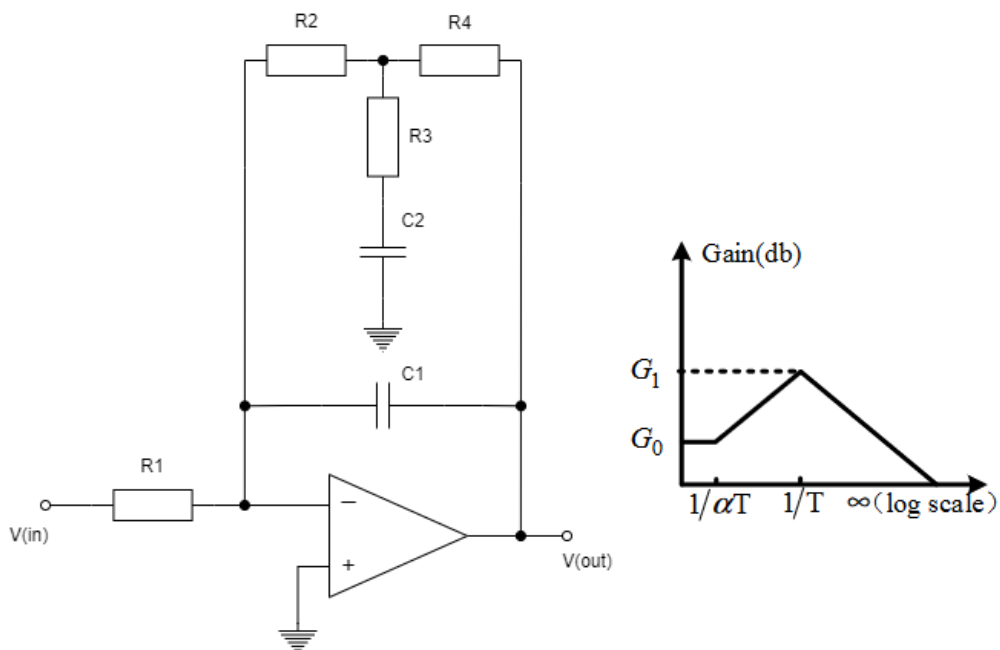 R2
R4
R3
C2
C1
R1
V(in)
−
+
V(out)
Gain(db)
G₁
G₀
1/αT
1/T
∞(log scale)